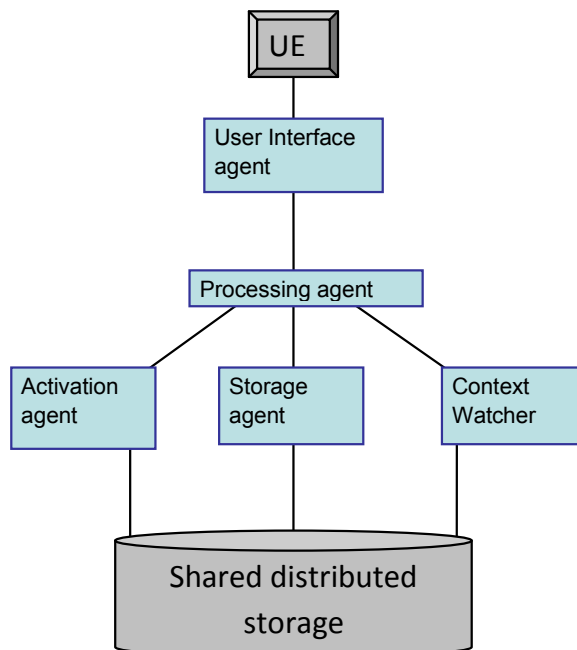 UE
User Interface
agent
Processing agent
Activation
agent
Storage
agent
Context
Watcher
Shared distributed
storage